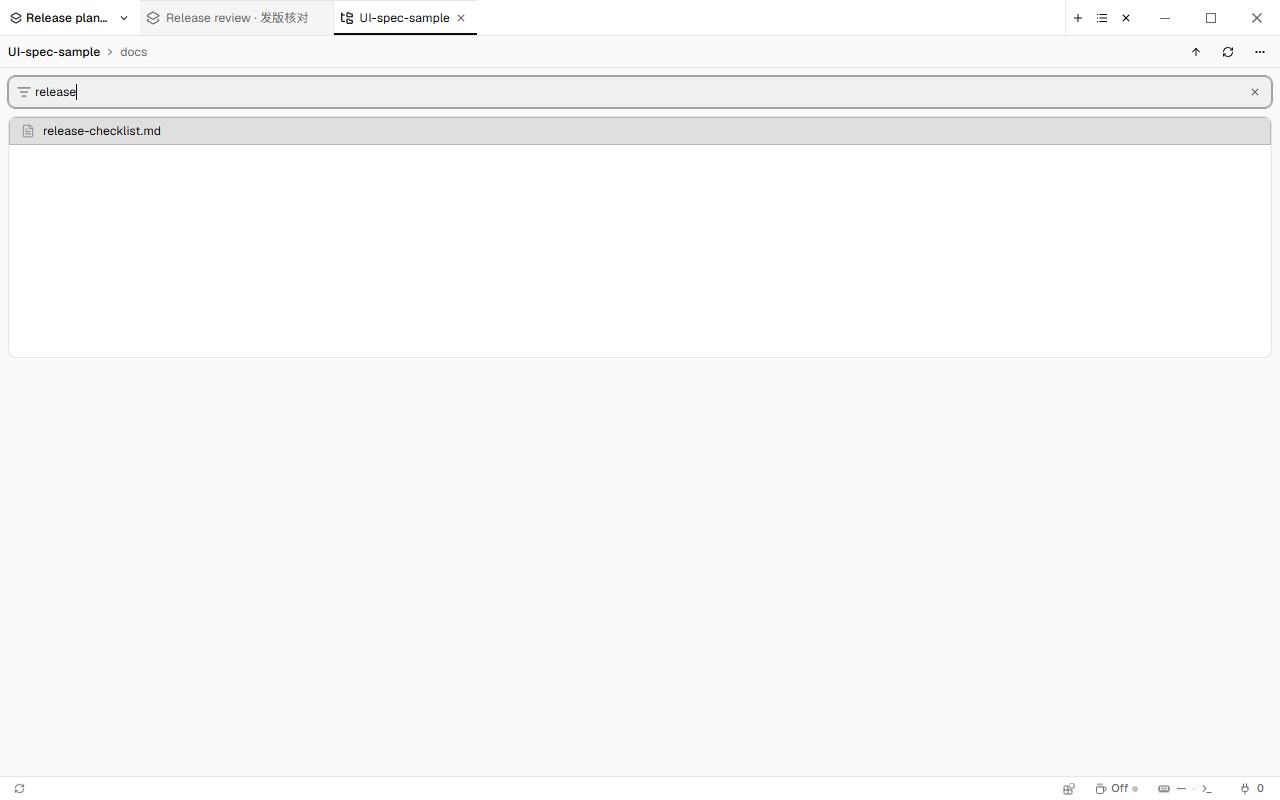 Release plan...
Release review · 发版核对
UI-spec-sample
UI-spec-sample > docs
release
release-checklist.md
Off
0